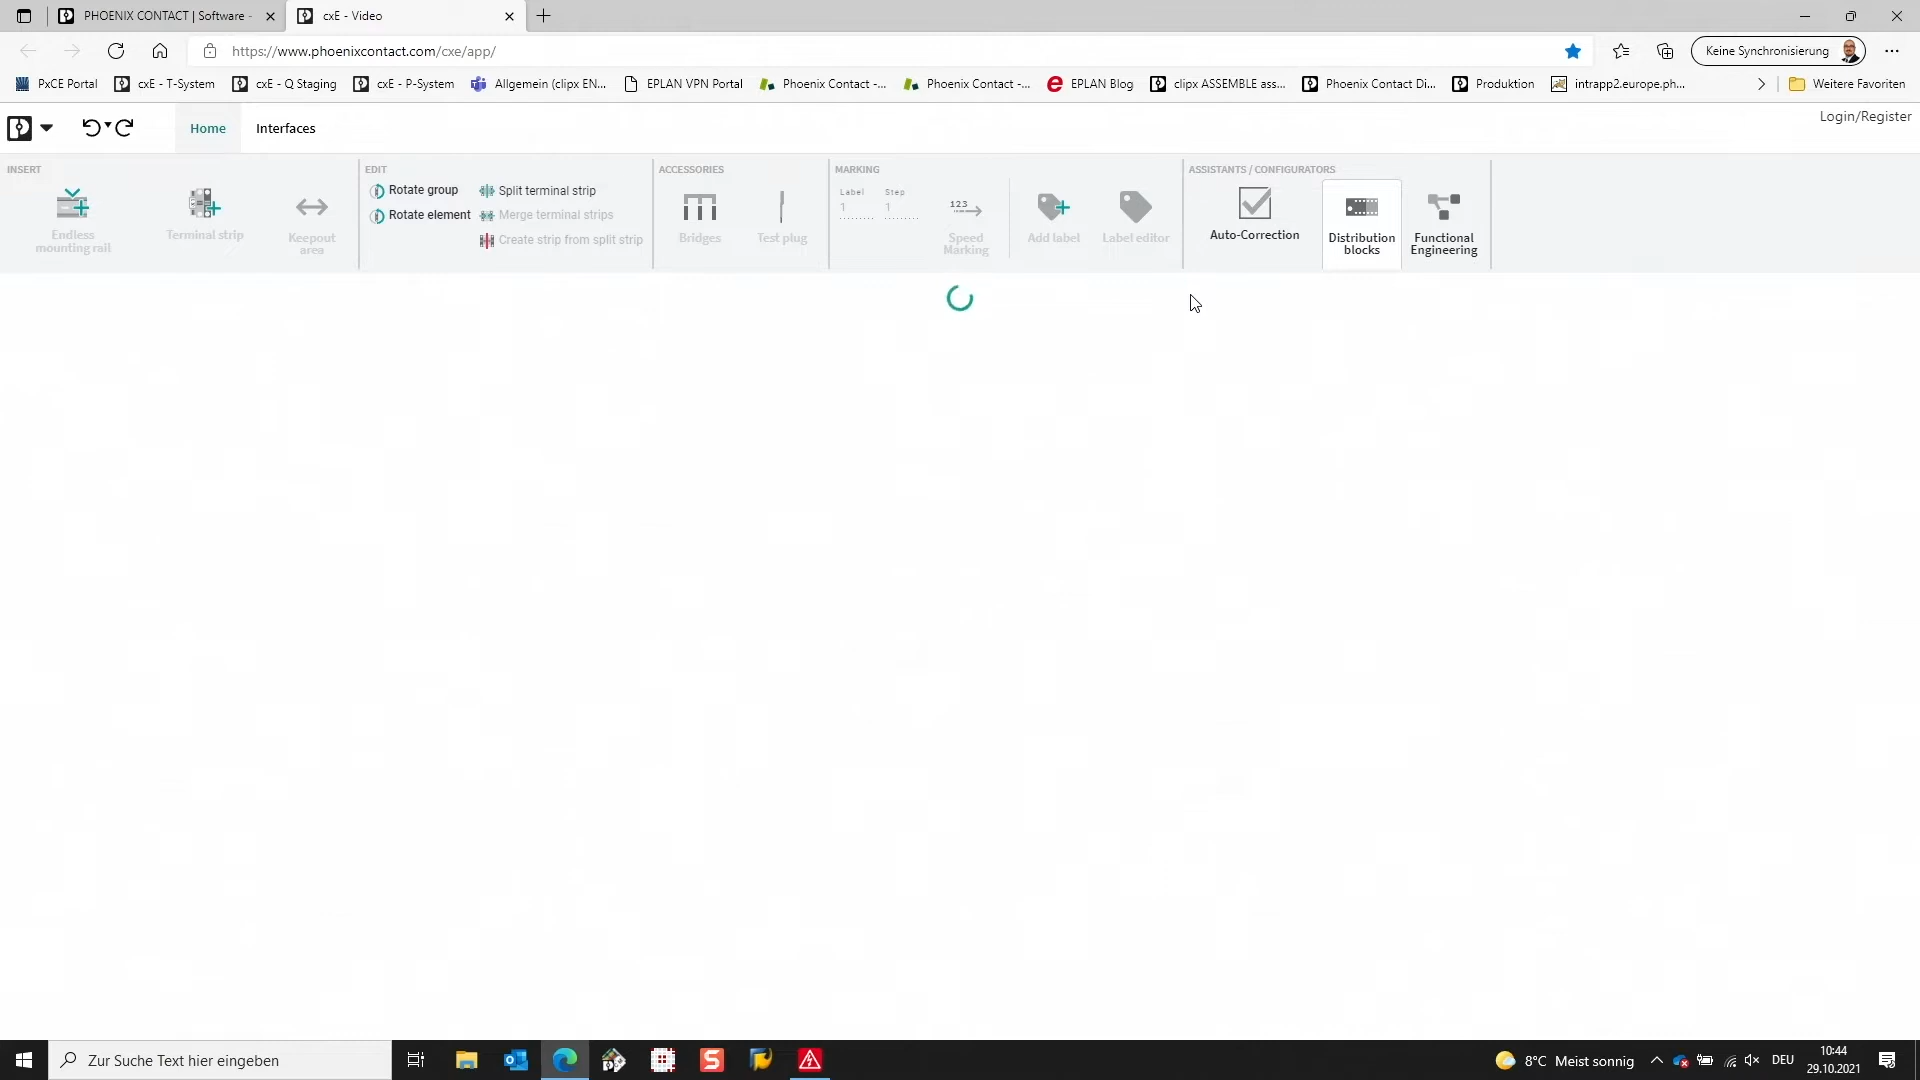 PHOENIX CONTACT | Software -
cxE - Video
https://www.phoenixcontact.com/cxe/app/
Keine Synchronisierung
PxCE Portal
cxE - T-System
cxE - Q Staging
cxE - P-System
Allgemein (clipx EN...
EPLAN VPN Portal
Phoenix Contact -...
Phoenix Contact -...
EPLAN Blog
clipx ASSEMBLE ass...
Phoenix Contact Di...
Produktion
intrapp2.europe.ph...
Weitere Favoriten
Home
Interfaces
Login/Register
INSERT
Endless
mounting rail
Terminal strip
Keepout
area
EDIT
Rotate group
Rotate element
Split terminal strip
Merge terminal strips
Create strip from split strip
ACCESSORIES
Bridges
Test plug
MARKING
Label
1
Step
1
123
Speed
Marking
Add label
Label editor
ASSISTANTS / CONFIGURATORS
Auto-Correction
Distribution
blocks
Functional
Engineering
Zur Suche Text hier eingeben
8°C Meist sonnig
DEU
10:44
29.10.2021